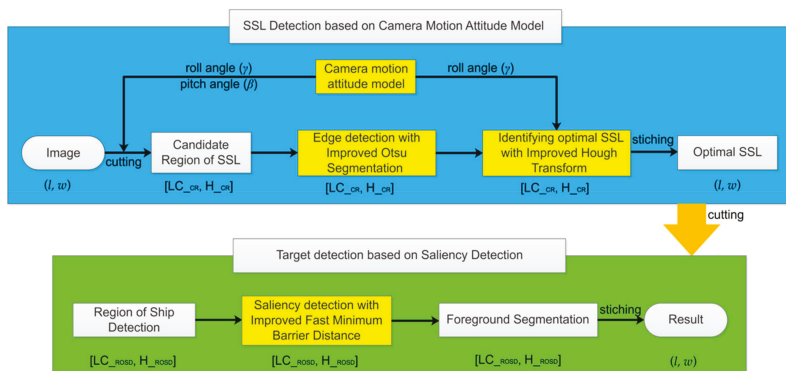 SSL Detection based on Camera Motion Attitude Model
roll angle (γ)
pitch angle (β)
Camera motion
attitude model
roll angle (γ)
Image
cutting
Candidate
Region of SSL
Edge detection with
Improved Otsu
Segmentation
Identifying optimal SSL
with Improved Hough
Transform
stiching
Optimal SSL
(l, w)
[LC_CR, H_CR]
[LC_CR, H_CR]
[LC_CR, H_CR]
(l, w)
cutting
Target detection based on Saliency Detection
Region of Ship
Detection
Saliency detection with
Improved Fast Minimum
Barrier Distance
Foreground Segmentation
stiching
Result
[LC_ROSD, H_ROSD]
[LC_ROSD, H_ROSD]
[LC_ROSD, H_ROSD]
(l, w)